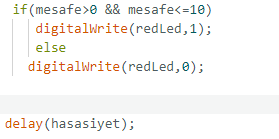 if(mesafe>0 && mesafe<=10)
digitalWrite(redLed,1);
else
digitalWrite(redLed,0);
delay(hasasiyet);